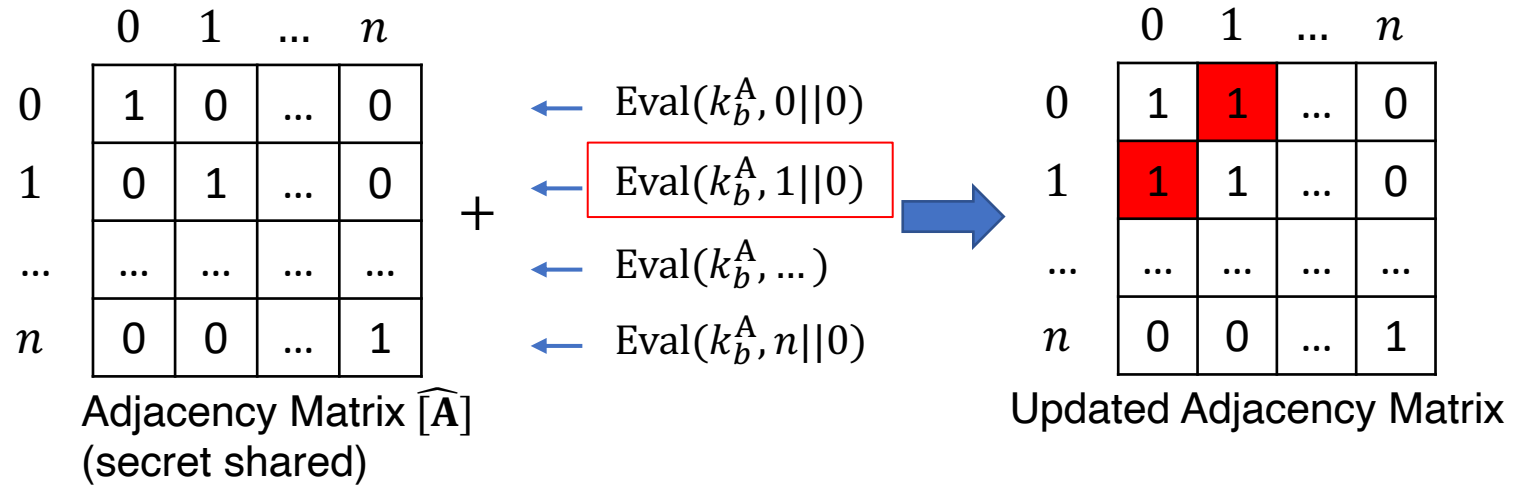 0 1 ... n
0 1 0 ... 0
1 0 1 ... 0
... ... ... ... ...
n 0 0 ... 1
Adjacency Matrix [Â]
(secret shared)
+
← Eval(k_b^A, 0||0)
← Eval(k_b^A, 1||0)
← Eval(k_b^A, ...)
← Eval(k_b^A, n||0)
0 1 ... n
0 1 1 ... 0
1 1 1 ... 0
... ... ... ... ...
n 0 0 ... 1
Updated Adjacency Matrix